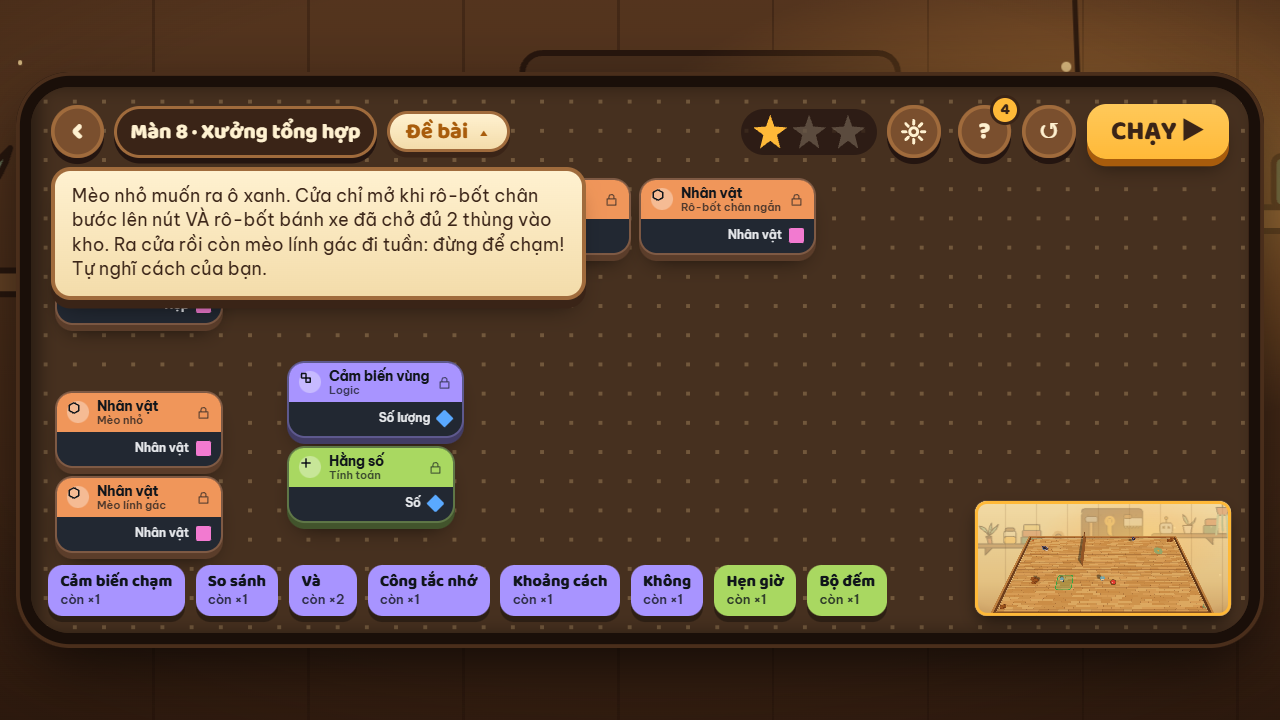 Màn 8 · Xưởng tổng hợp
Đề bài
4
?
CHẠY
Mèo nhỏ muốn ra ô xanh. Cửa chỉ mở khi rô-bốt chân
bước lên nút VÀ rô-bốt bánh xe đã chở đủ 2 thùng vào
kho. Ra cửa rồi còn mèo lính gác đi tuần: đừng để chạm!
Tự nghĩ cách của bạn.
Nhân vật
Rô-bốt chân ngắn
Nhân vật
Cảm biến vùng
Logic
Số lượng
Nhân vật
Mèo nhỏ
Nhân vật
Hằng số
Tính toán
Số
Nhân vật
Mèo lính gác
Nhân vật
Cảm biến chạm
còn ×1
So sánh
còn ×1
Và
còn ×2
Công tắc nhớ
còn ×1
Khoảng cách
còn ×1
Không
còn ×1
Hẹn giờ
còn ×1
Bộ đếm
còn ×1